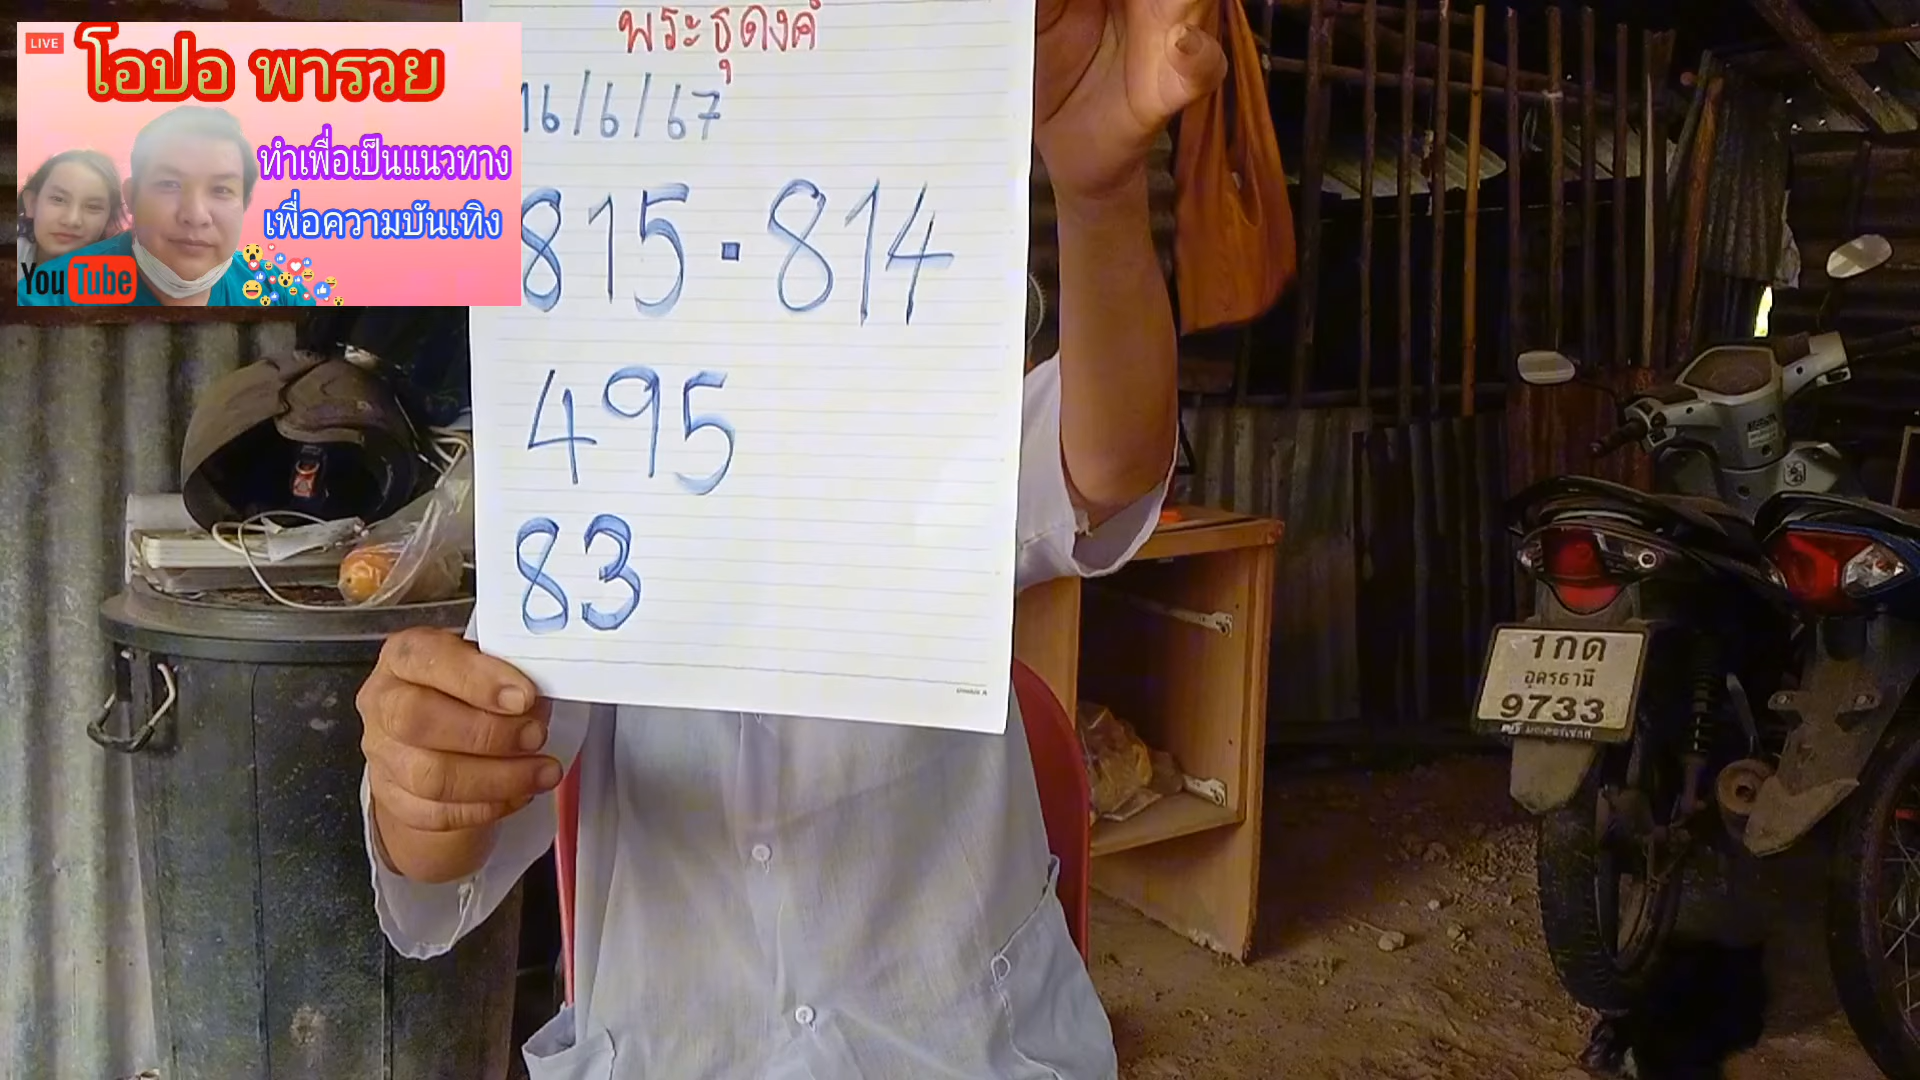 LIVE
โอปอ พารวย
ทำเพื่อเป็นแนวทาง
เพื่อความบันเทิง
YouTube
พระธุดงค์
16/6/67
815 · 814
495
83
1กด
อุดรธานี
9733